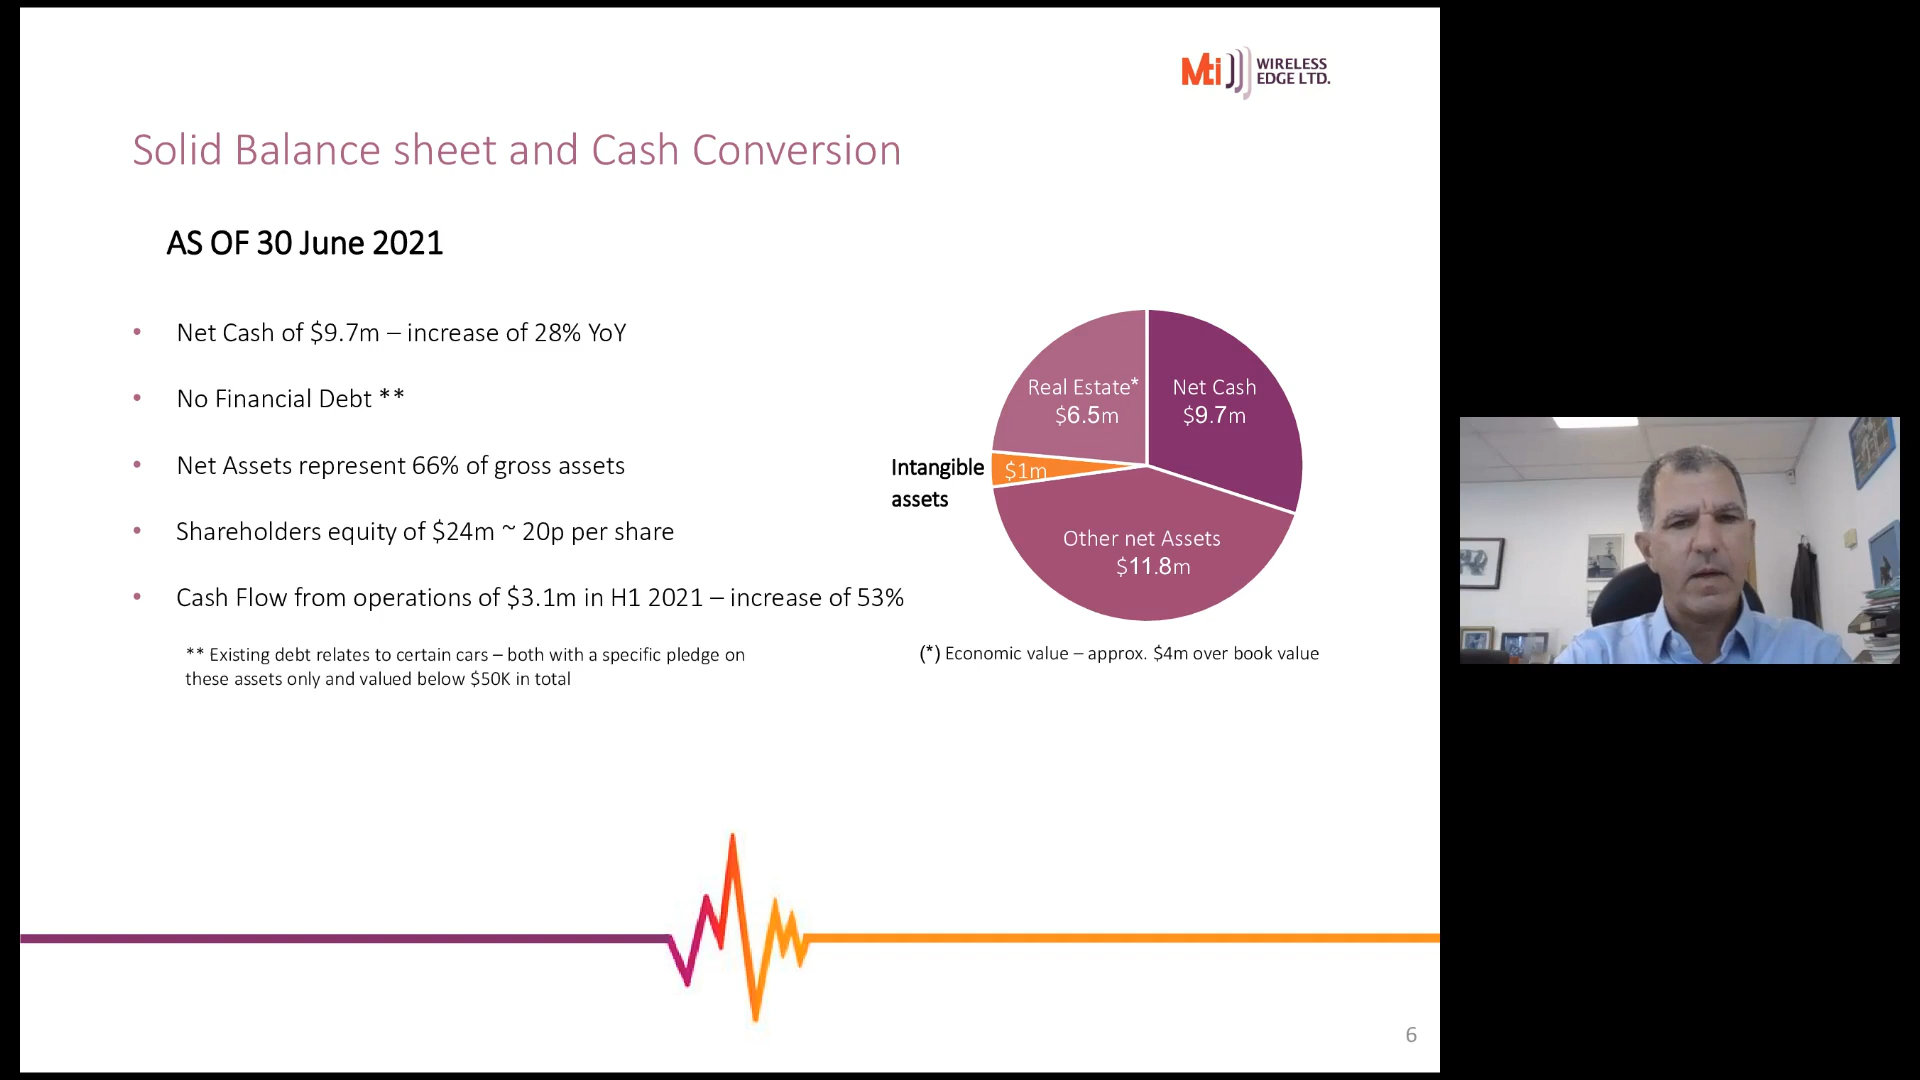 Mti WIRELESS
EDGE LTD.
Solid Balance sheet and Cash Conversion
AS OF 30 June 2021
• Net Cash of $9.7m – increase of 28% YoY
• No Financial Debt **
• Net Assets represent 66% of gross assets
• Shareholders equity of $24m ~ 20p per share
• Cash Flow from operations of $3.1m in H1 2021 – increase of 53%
** Existing debt relates to certain cars – both with a specific pledge on
these assets only and valued below $50K in total
Real Estate*
$6.5m
Net Cash
$9.7m
Intangible
assets
$1m
Other net Assets
$11.8m
(*) Economic value – approx. $4m over book value
6